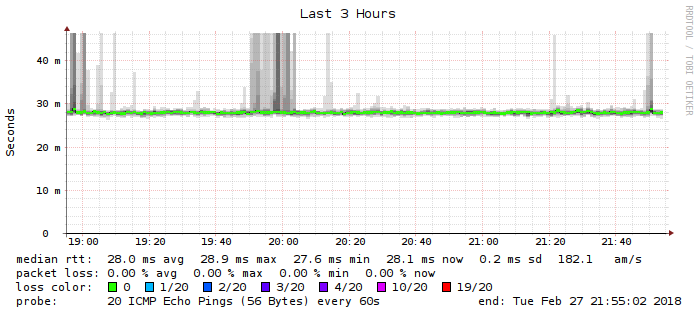 Last 3 Hours
RRDTOOL / TOBI OETIKER
Seconds
40 m
30 m
20 m
10 m
0
19:00 19:20 19:40 20:00 20:20 20:40 21:00 21:20 21:40
median rtt: 28.0 ms avg 28.9 ms max 27.6 ms min 28.1 ms now 0.2 ms sd 182.1 am/s
packet loss: 0.00 % avg 0.00 % max 0.00 % min 0.00 % now
loss color: 0 1/20 2/20 3/20 4/20 10/20 19/20
probe: 20 ICMP Echo Pings (56 Bytes) every 60s end: Tue Feb 27 21:55:02 2018